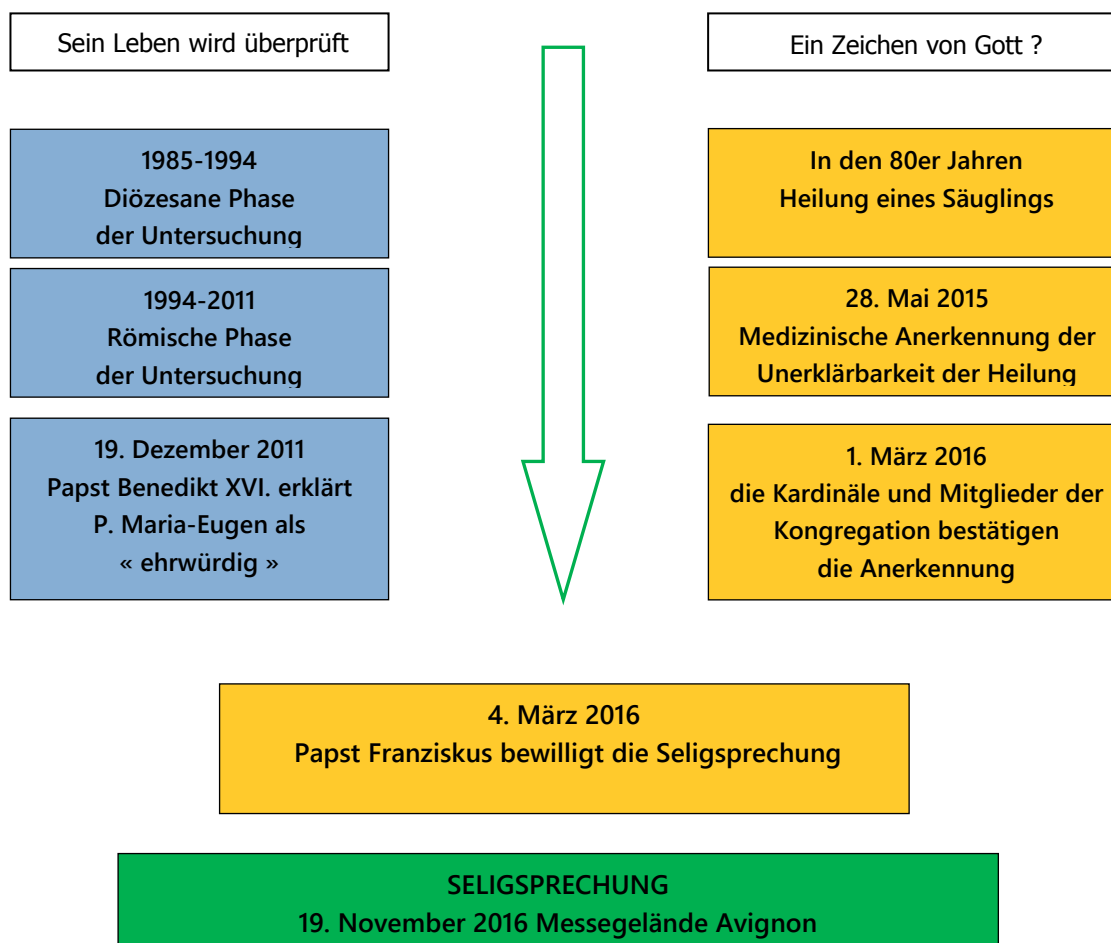 Sein Leben wird überprüft
1985-1994
Diözesane Phase
der Untersuchung
1994-2011
Römische Phase
der Untersuchung
19. Dezember 2011
Papst Benedikt XVI. erklärt
P. Maria-Eugen als
« ehrwürdig »
Ein Zeichen von Gott ?
In den 80er Jahren
Heilung eines Säuglings
28. Mai 2015
Medizinische Anerkennung der
Unerklärbarkeit der Heilung
1. März 2016
die Kardinäle und Mitglieder der
Kongregation bestätigen
die Anerkennung
4. März 2016
Papst Franziskus bewilligt die Seligsprechung
SELIGSPRECHUNG
19. November 2016 Messegelände Avignon